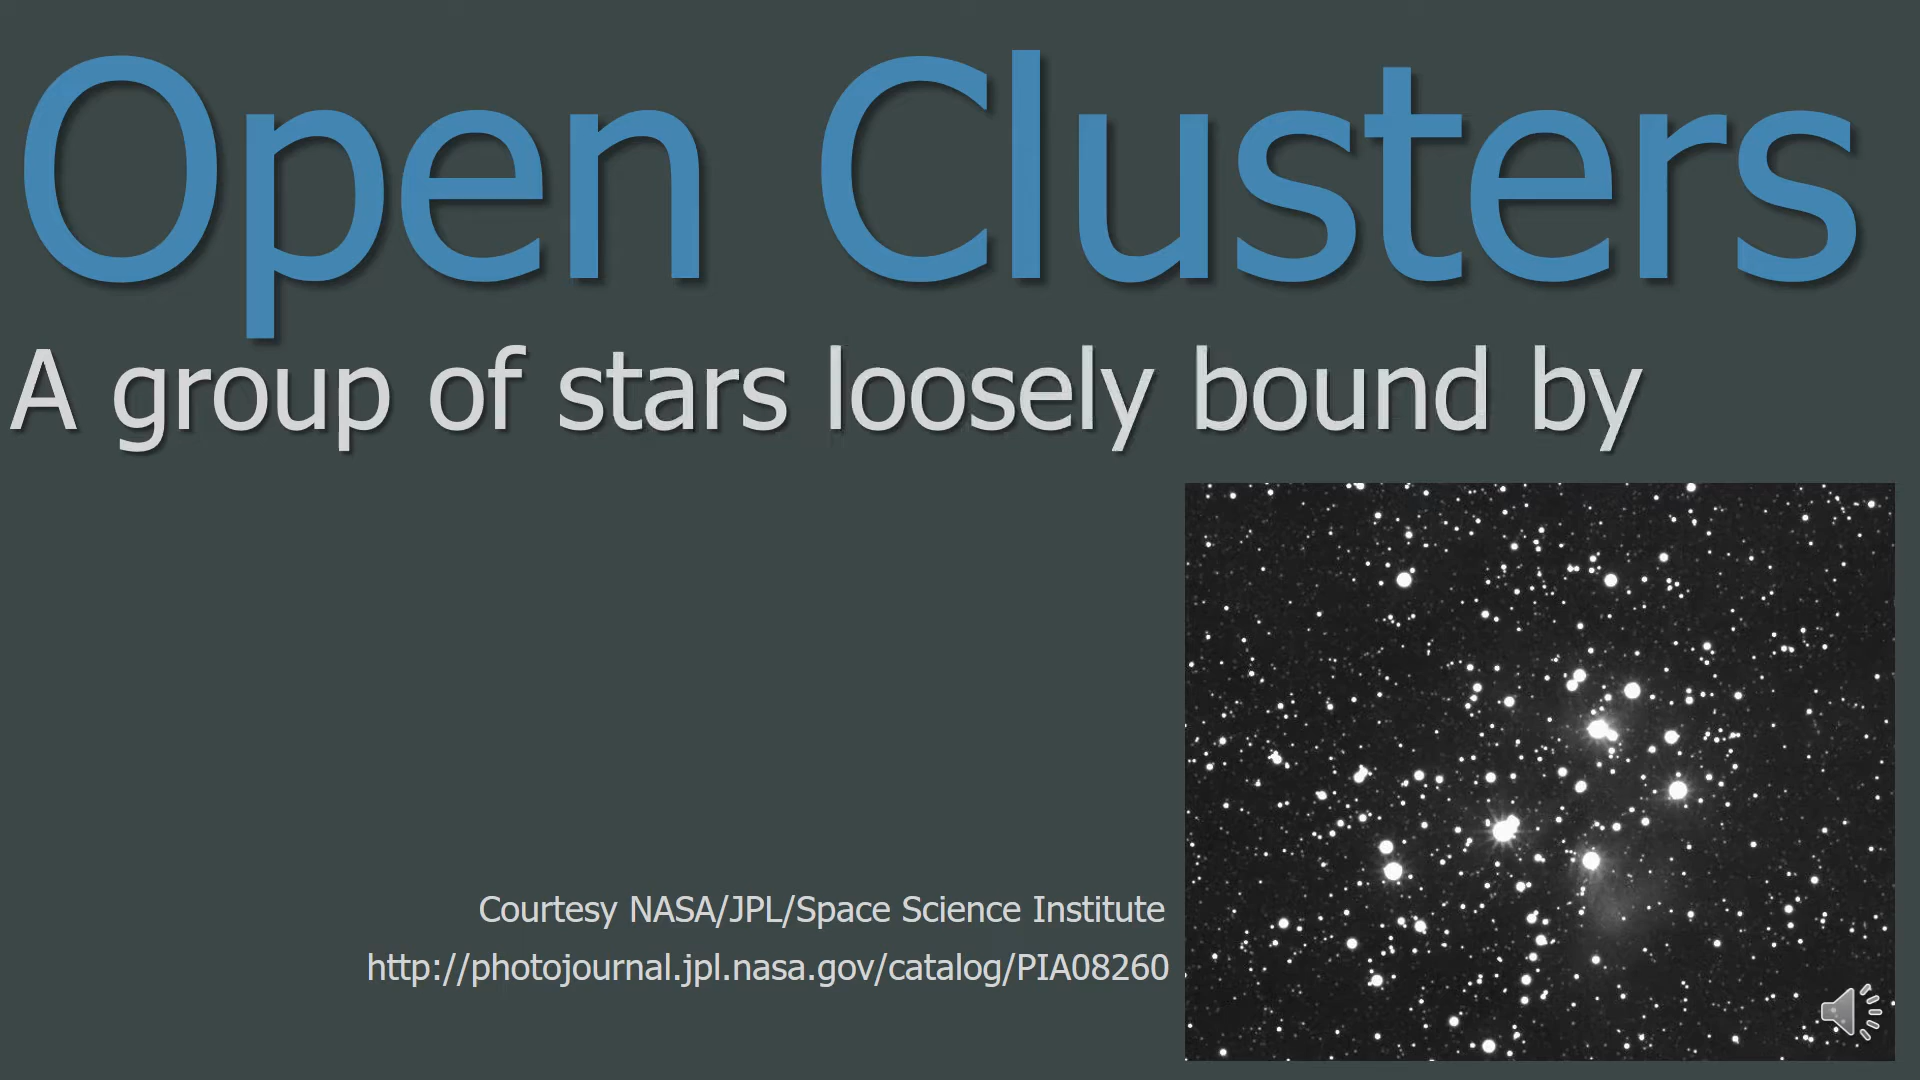 Open Clusters
A group of stars loosely bound by
Courtesy NASA/JPL/Space Science Institute
http://photojournal.jpl.nasa.gov/catalog/PIA08260